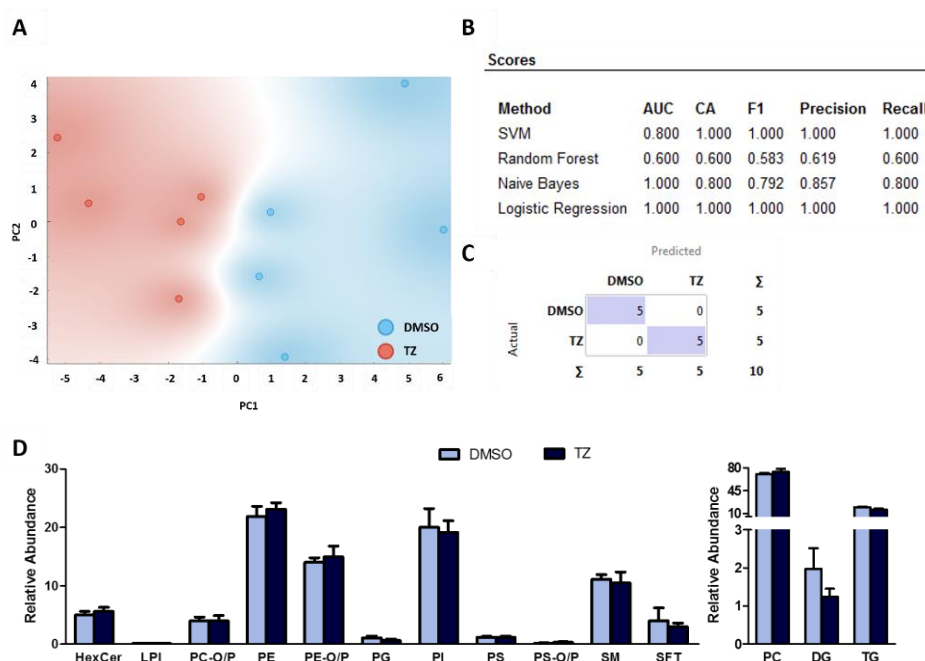 A
4
3
2
1
0
-1
-2
-3
-4
PC2
-5 -4 -3 -2 -1 0 1 2 3 4 5 6
PC1
DMSO
TZ
B
Scores
Method AUC CA F1 Precision Recall
SVM 0.800 1.000 1.000 1.000 1.000
Random Forest 0.600 0.600 0.583 0.619 0.600
Naive Bayes 1.000 0.800 0.792 0.857 0.800
Logistic Regression 1.000 1.000 1.000 1.000 1.000
C
Predicted
Actual
DMSO TZ Σ
DMSO 5 0 5
TZ 0 5 5
Σ 5 5 10
D
DMSO TZ
Relative Abundance
30
20
10
0
HexCer LPI PC-O/P PE PE-O/P PG PI PS PS-O/P SM SFT
Relative Abundance
80
45
10
3
2
1
0
PC DG TG